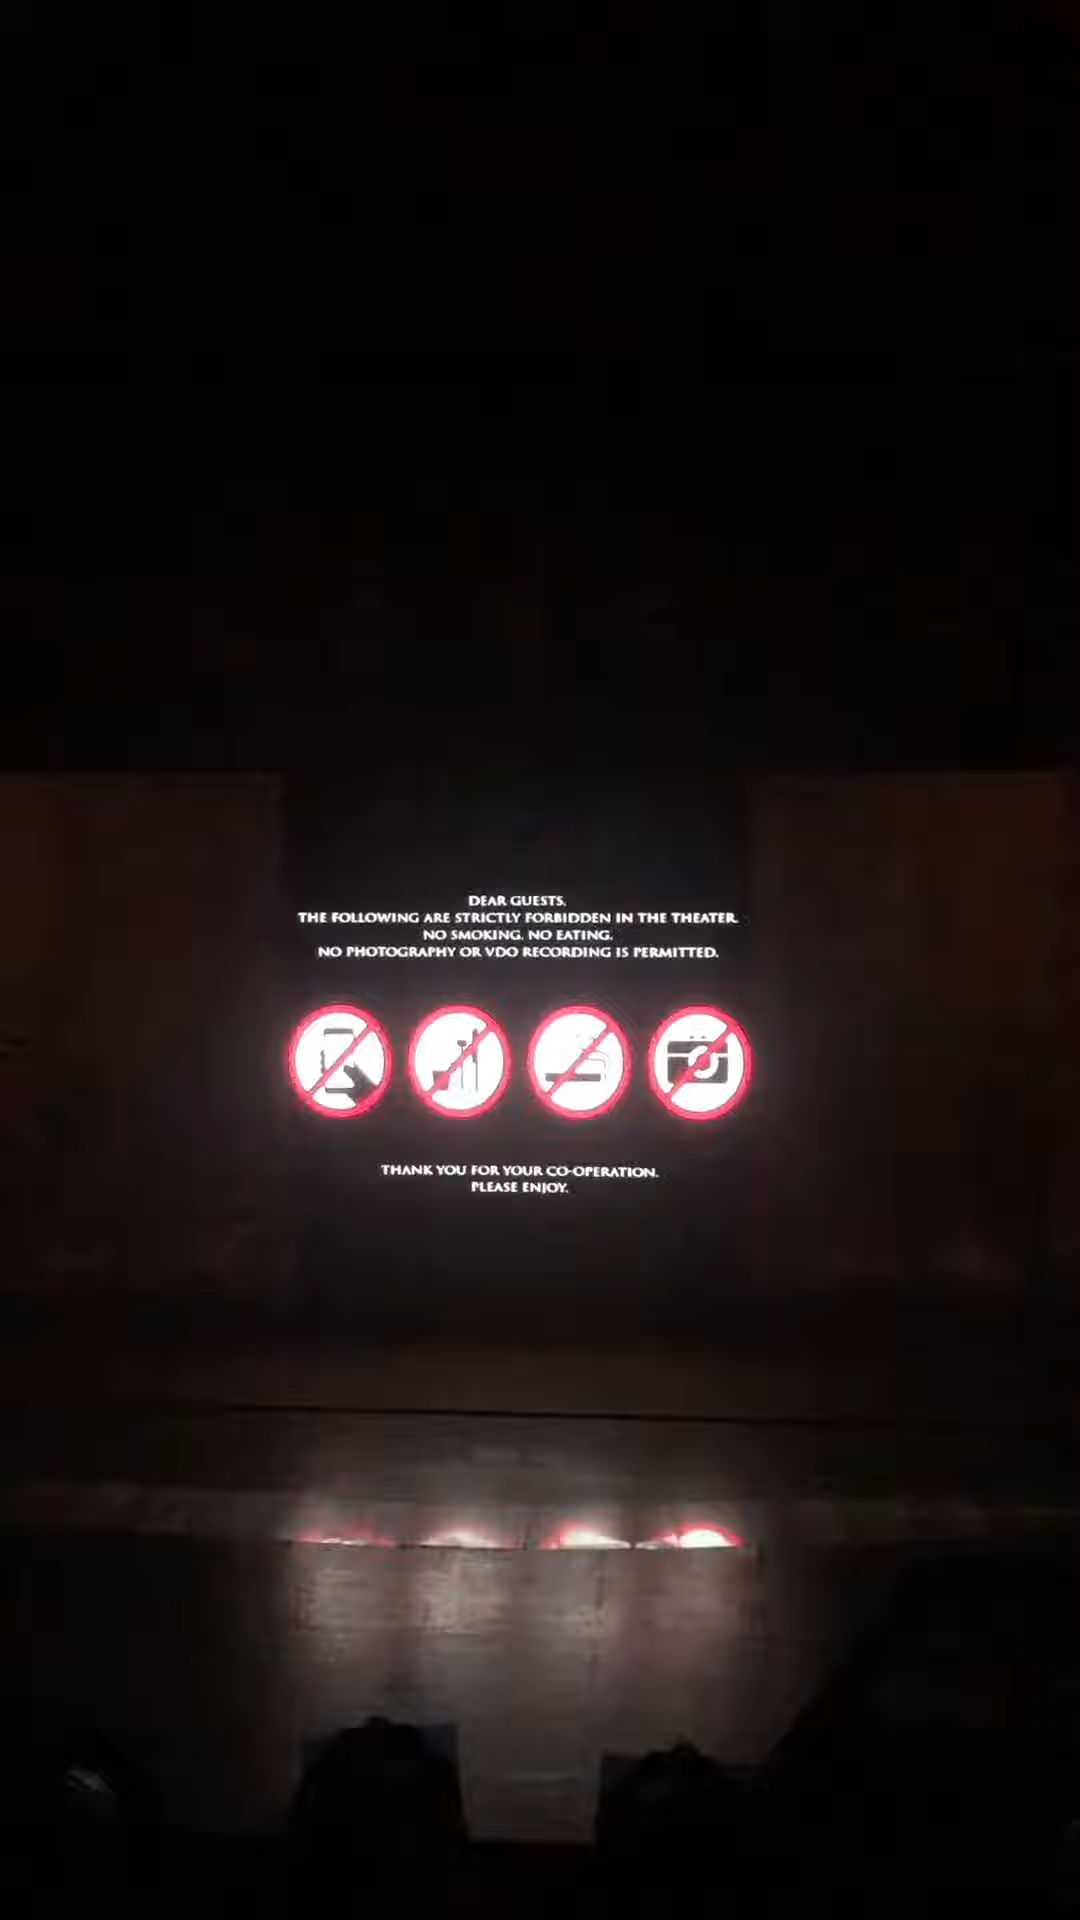 DEAR GUESTS,
THE FOLLOWING ARE STRICTLY FORBIDDEN IN THE THEATER.
NO SMOKING. NO EATING.
NO PHOTOGRAPHY OR VDO RECORDING IS PERMITTED.
THANK YOU FOR YOUR CO-OPERATION.
PLEASE ENJOY.